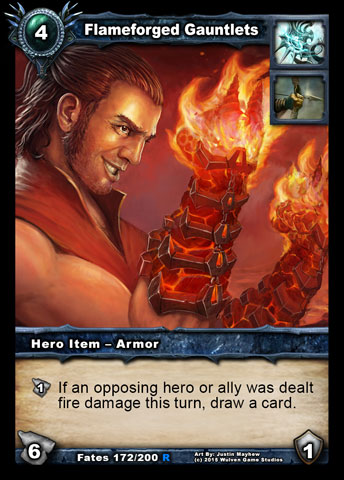 4
Flameforged Gauntlets
Hero Item – Armor
1 If an opposing hero or ally was dealt
fire damage this turn, draw a card.
6
Fates 172/200 R
Art By: Justin Mayhew
(c) 2015 Wulven Game Studios
1